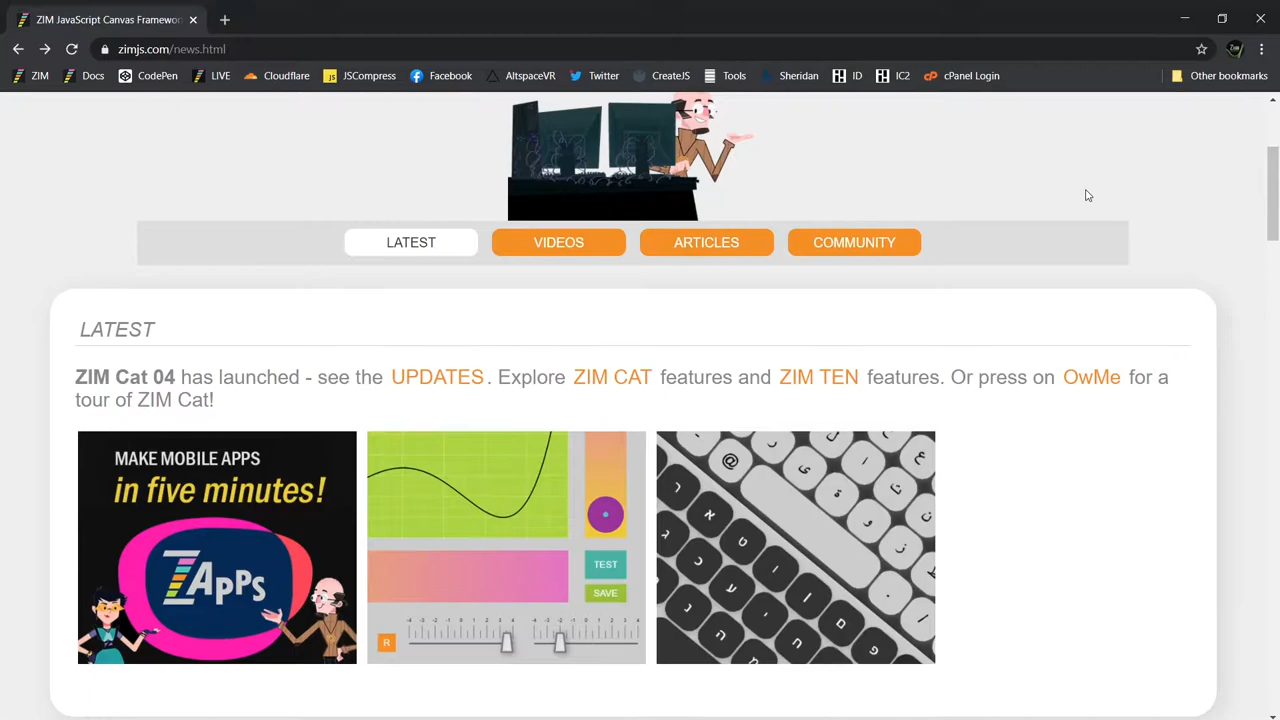 ZIM JavaScript Canvas Framewor
zimjs.com/news.html
ZIM Docs CodePen LIVE Cloudflare JSCompress Facebook AltspaceVR Twitter CreateJS Tools Sheridan ID IC2 cPanel Login Other bookmarks
LATEST VIDEOS ARTICLES COMMUNITY
LATEST
ZIM Cat 04 has launched - see the UPDATES. Explore ZIM CAT features and ZIM TEN features. Or press on OwMe for a
tour of ZIM Cat!
MAKE MOBILE APPS
in five minutes!
ZAPPS
TEST
SAVE
R